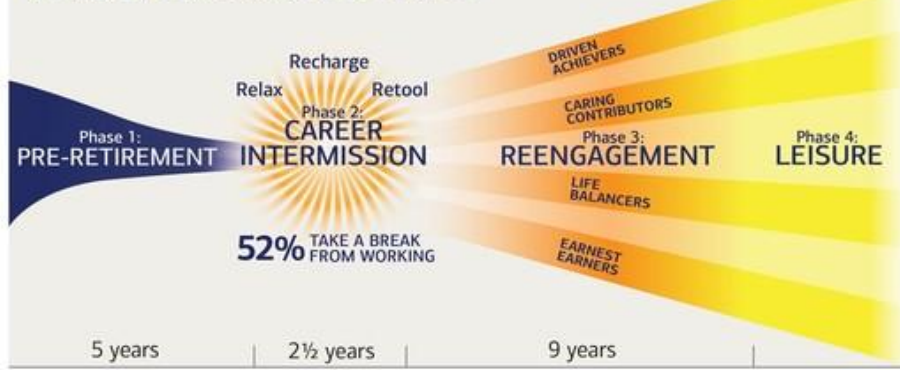 Recharge
Relax
Retool
Phase 1:
PRE-RETIREMENT
Phase 2:
CAREER
INTERMISSION
52% TAKE A BREAK
FROM WORKING
DRIVEN
ACHIEVERS
CARING
CONTRIBUTORS
Phase 3:
REENGAGEMENT
LIFE
BALANCERS
EARNEST
EARNERS
Phase 4:
LEISURE
5 years
2½ years
9 years